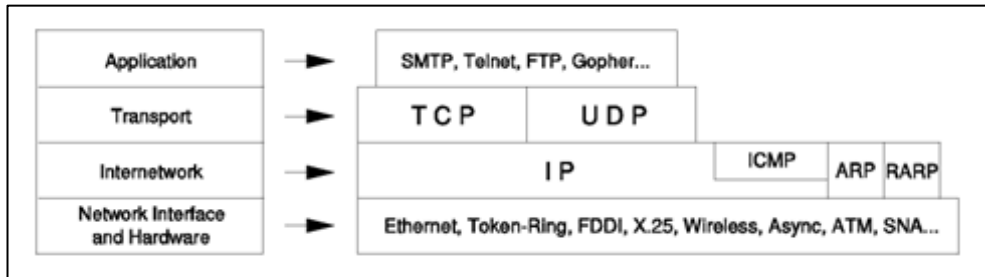 Application
SMTP, Telnet, FTP, Gopher...
Transport
TCP
UDP
Internetwork
IP
ICMP
ARP
RARP
Network Interface
and Hardware
Ethernet, Token-Ring, FDDI, X.25, Wireless, Async, ATM, SNA...